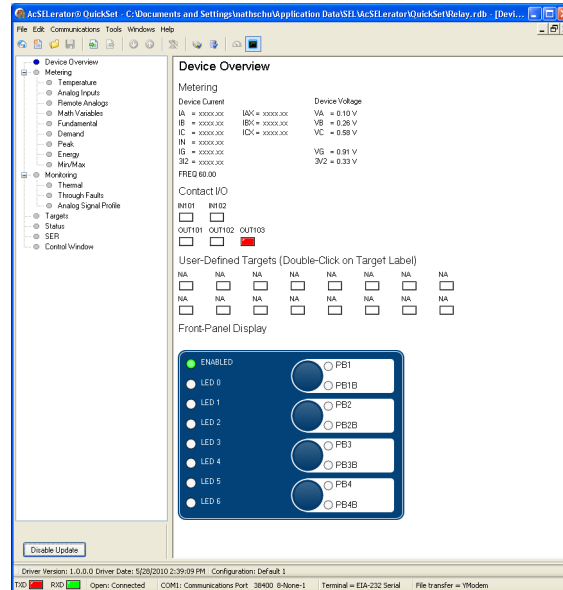 AcSELerator® QuickSet - C:\Documents and Settings\nathschu\Application Data\SEL\AcSELerator\QuickSet\Relay.rdb - [Devi...
File Edit Communications Tools Windows Help
Device Overview
Metering
Temperature
Analog Inputs
Remote Analogs
Math Variables
Fundamental
Demand
Peak
Energy
Min/Max
Monitoring
Thermal
Through Faults
Analog Signal Profile
Targets
Status
SER
Control Window
Disable Update
Device Overview
Metering
Device Current Device Voltage
IA = xxxx.xx IAX = xxxx.xx VA = 0.10 V
IB = xxxx.xx IBX = xxxx.xx VB = 0.26 V
IC = xxxx.xx ICX = xxxx.xx VC = 0.58 V
IN = xxxx.xx
IG = xxxx.xx VG = 0.91 V
3I2 = xxxx.xx 3V2 = 0.33 V
FREQ 60.00
Contact I/O
IN101 IN102
OUT101 OUT102 OUT103
User-Defined Targets (Double-Click on Target Label)
NA NA NA NA NA NA NA
NA NA NA NA NA NA NA
Front-Panel Display
ENABLED PB1
LED 0 PB1B
LED 1 PB2
LED 2 PB2B
LED 3 PB3
LED 4 PB3B
LED 5 PB4
LED 6 PB4B
Driver Version: 1.0.0.0 Driver Date: 5/28/2010 2:39:09 PM Configuration: Default 1
TXD RXD Open: Connected COM1: Communications Port 38400 8-None-1 Terminal = EIA-232 Serial File transfer = YModem